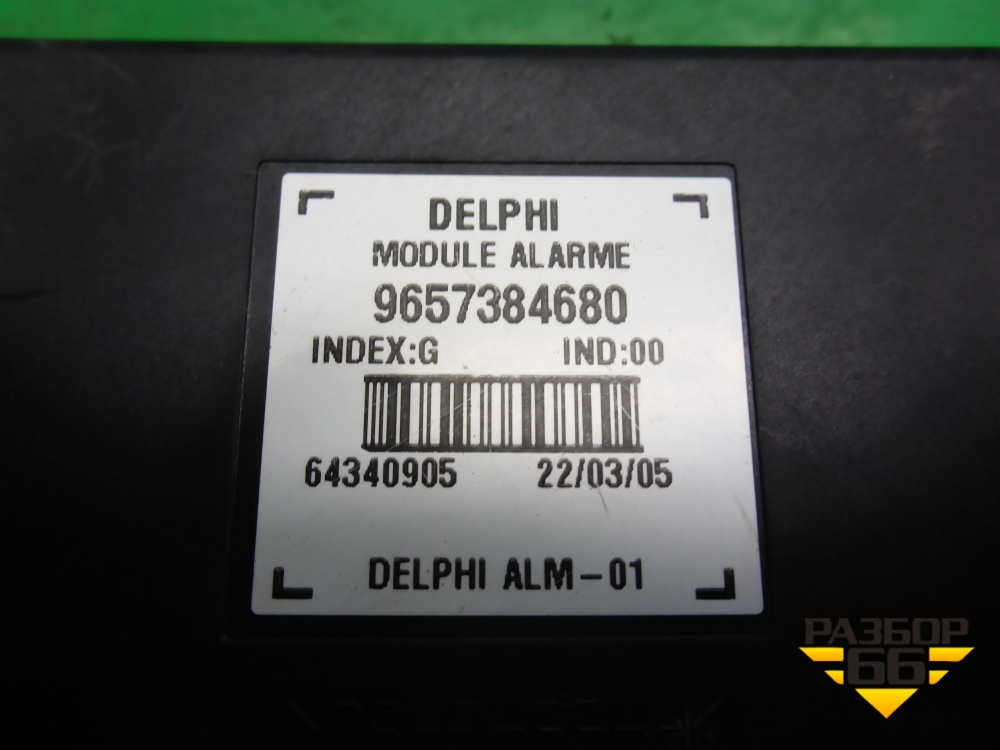 DELPHI
MODULE ALARME
9657384680
INDEX:G IND:00
64340905 22/03/05
DELPHI ALM-01
РАЗБОР
66